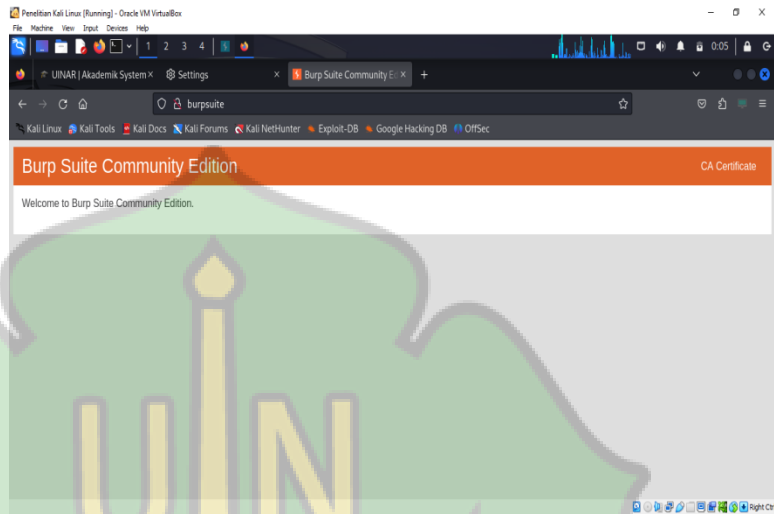 Penelitian Kali Linux [Running] - Oracle VM VirtualBox
File Machine View Input Devices Help
1 2 3 4 0:05
UINAR | Akademik System × Settings × Burp Suite Community Ed × +
burpsuite
Kali Linux Kali Tools Kali Docs Kali Forums Kali NetHunter Exploit-DB Google Hacking DB OffSec
Burp Suite Community Edition CA Certificate
Welcome to Burp Suite Community Edition.
UIN
Right Ctrl